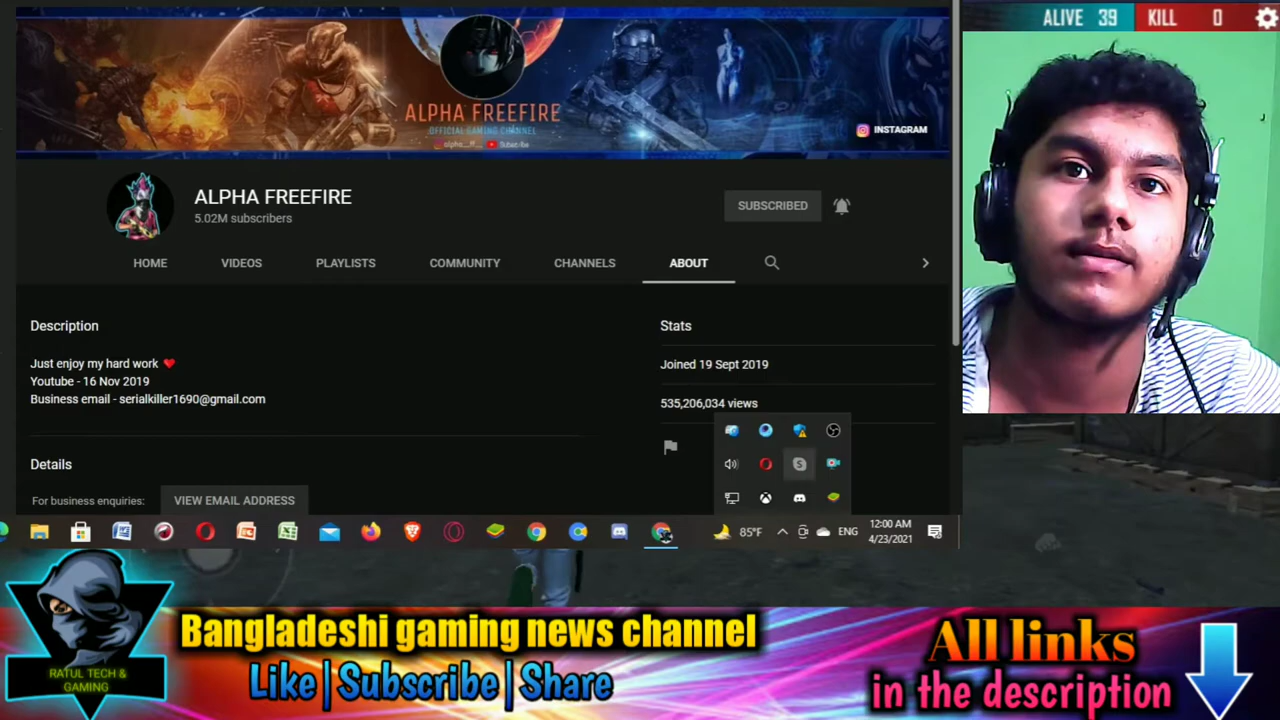 ALIVE 39 KILL 0
ALPHA FREEFIRE
OFFICIAL GAMING CHANNEL
Subscribe
INSTAGRAM
ALPHA FREEFIRE
5.02M subscribers
SUBSCRIBED
HOME VIDEOS PLAYLISTS COMMUNITY CHANNELS ABOUT
Description
Just enjoy my hard work ❤
Youtube - 16 Nov 2019
Business email - serialkiller1690@gmail.com
Stats
Joined 19 Sept 2019
535,206,034 views
Details
For business enquiries: VIEW EMAIL ADDRESS
85°F ENG 12:00 AM
4/23/2021
RATUL TECH &
GAMING
Bangladeshi gaming news channel
Like | Subscribe | Share
All links
in the description